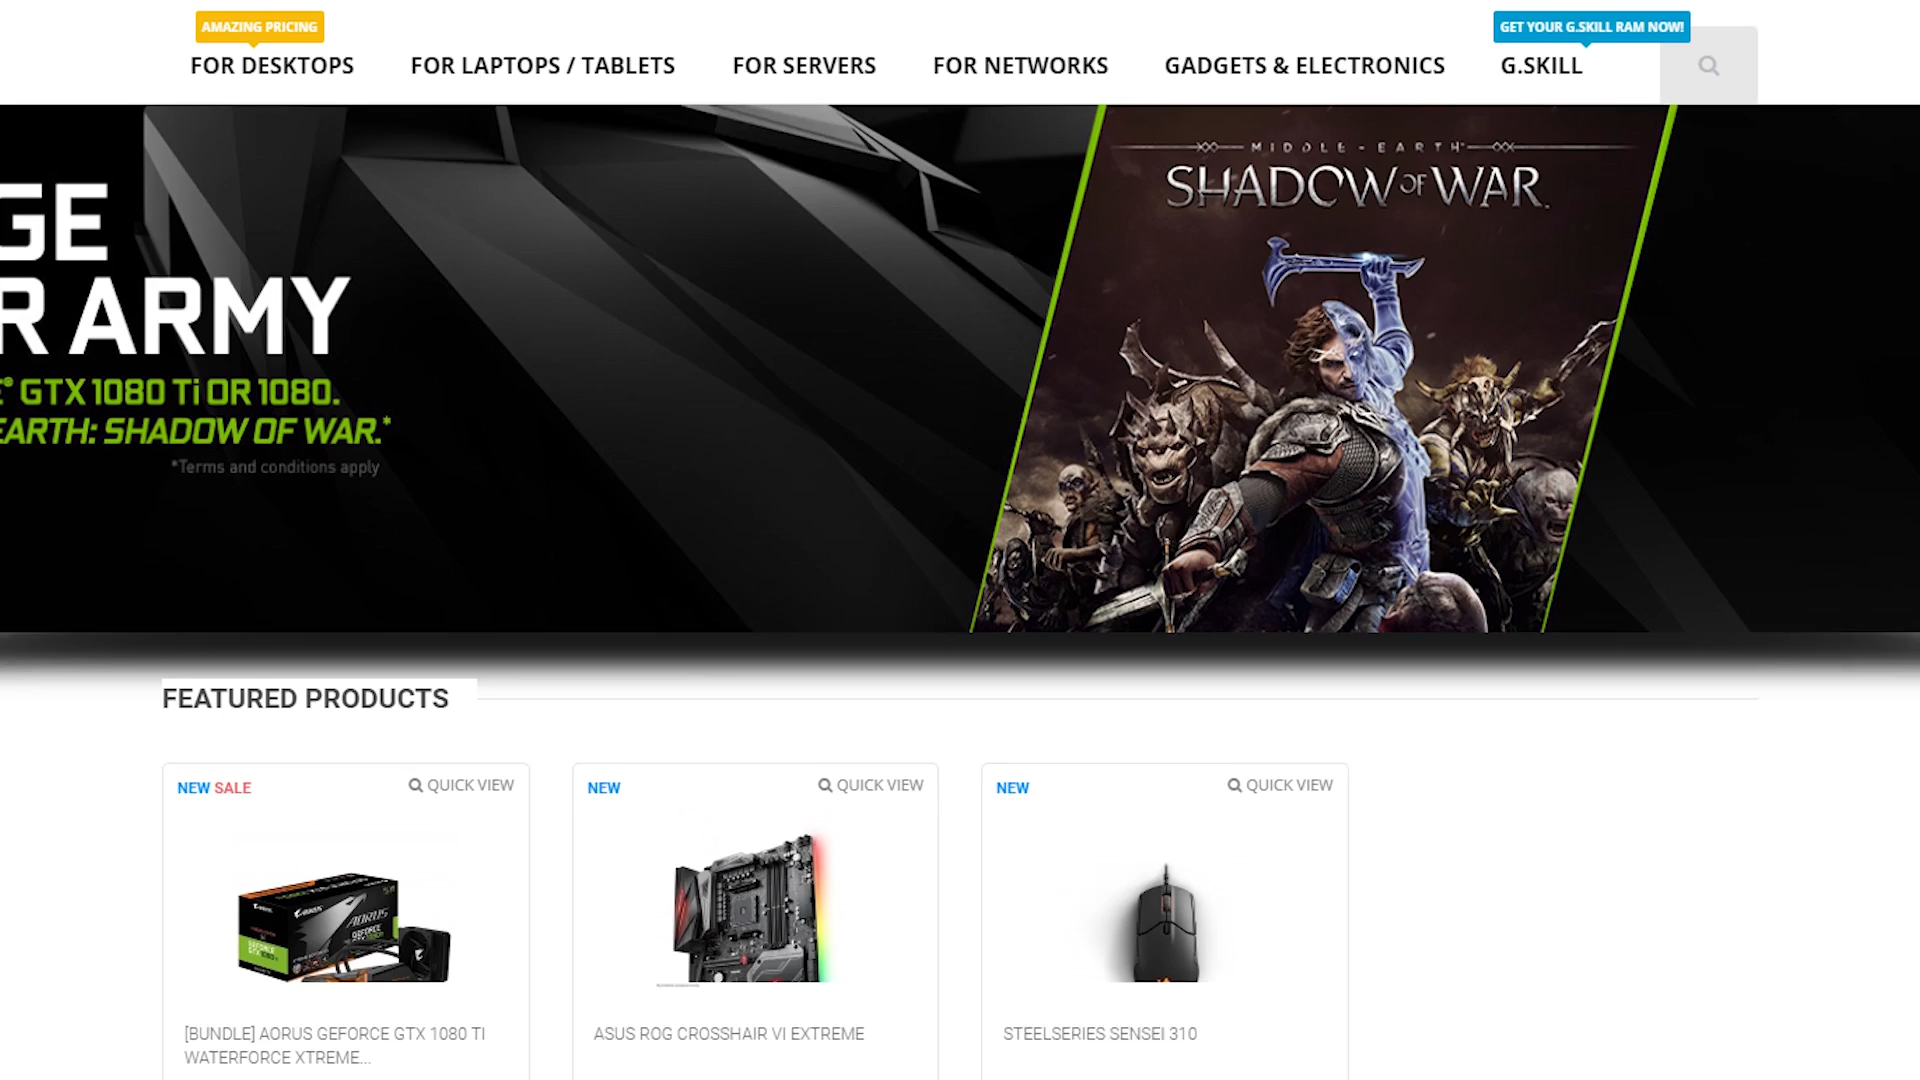 AMAZING PRICING
GET YOUR G.SKILL RAM NOW!
FOR DESKTOPS
FOR LAPTOPS / TABLETS
FOR SERVERS
FOR NETWORKS
GADGETS & ELECTRONICS
G.SKILL
GE
R ARMY
GTX 1080 Ti OR 1080.
EARTH: SHADOW OF WAR.*
*Terms and conditions apply
MIDDLE-EARTH
SHADOW OF WAR
FEATURED PRODUCTS
NEW SALE
QUICK VIEW
NEW
QUICK VIEW
NEW
QUICK VIEW
AORUS
GEFORCE
[BUNDLE] AORUS GEFORCE GTX 1080 TI
WATERFORCE XTREME...
ASUS ROG CROSSHAIR VI EXTREME
STEELSERIES SENSEI 310